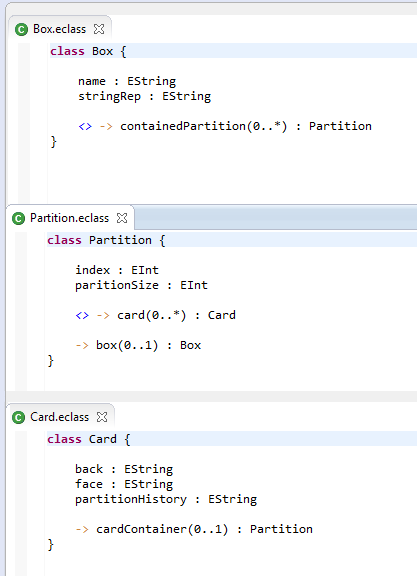 C Box.eclass
class Box {
name : EString
stringRep : EString
<> -> containedPartition(0..*) : Partition
}
C Partition.eclass
class Partition {
index : EInt
paritionSize : EInt
<> -> card(0..*) : Card
-> box(0..1) : Box
}
C Card.eclass
class Card {
back : EString
face : EString
partitionHistory : EString
-> cardContainer(0..1) : Partition
}